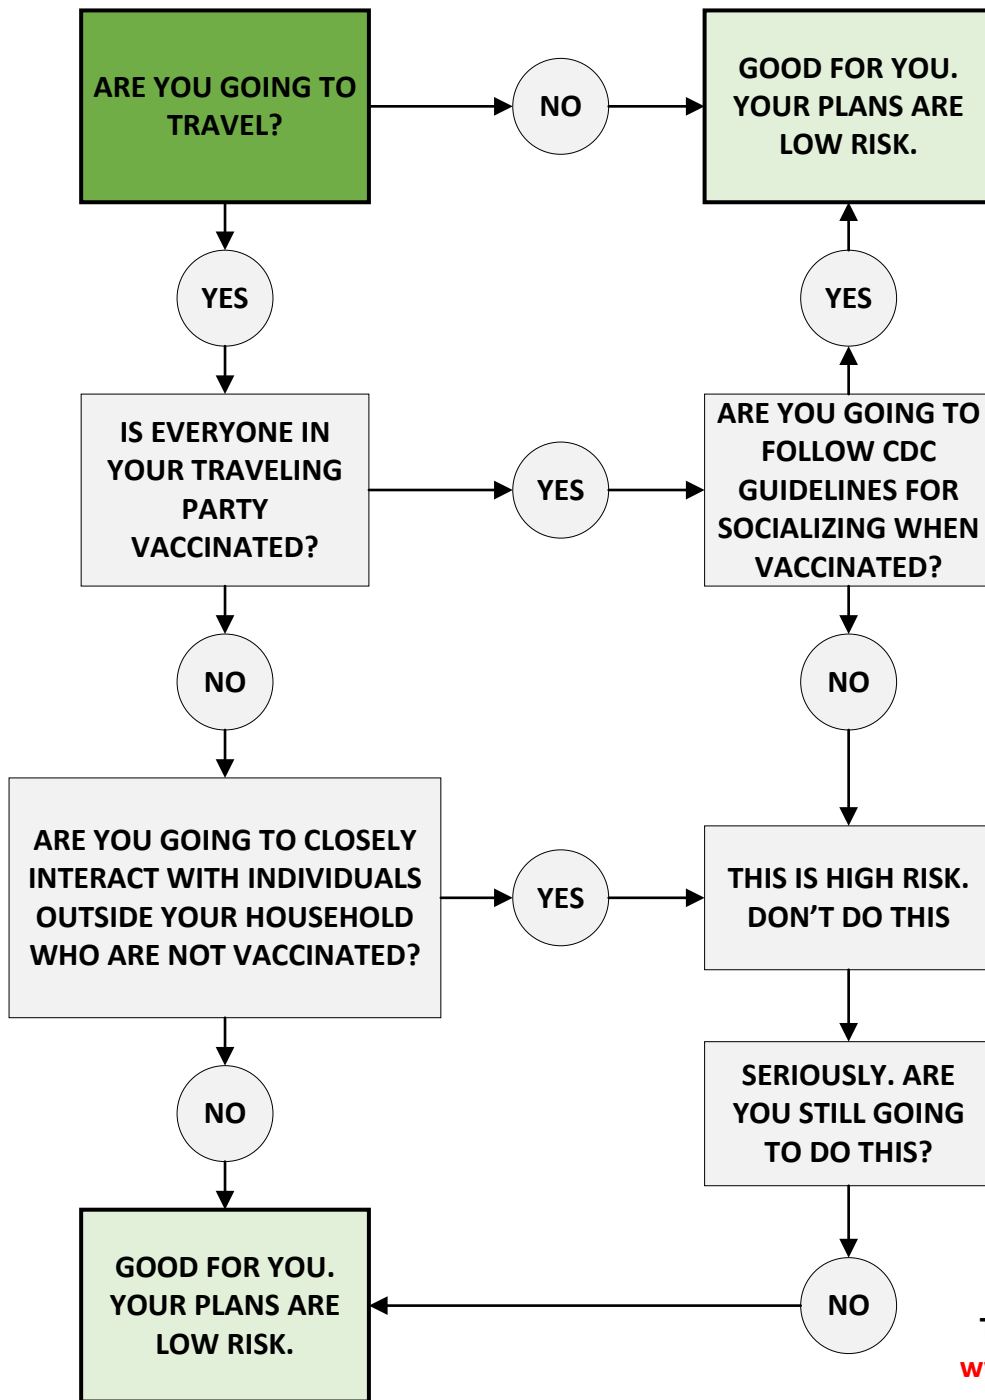 ARE YOU GOING TO
TRAVEL?
NO
GOOD FOR YOU.
YOUR PLANS ARE
LOW RISK.
YES
YES
IS EVERYONE IN
YOUR TRAVELING
PARTY
VACCINATED?
YES
ARE YOU GOING TO
FOLLOW CDC
GUIDELINES FOR
SOCIALIZING WHEN
VACCINATED?
NO
NO
ARE YOU GOING TO CLOSELY
INTERACT WITH INDIVIDUALS
OUTSIDE YOUR HOUSEHOLD
WHO ARE NOT VACCINATED?
YES
THIS IS HIGH RISK.
DON’T DO THIS
SERIOUSLY. ARE
YOU STILL GOING
TO DO THIS?
NO
GOOD FOR YOU.
YOUR PLANS ARE
LOW RISK.
NO